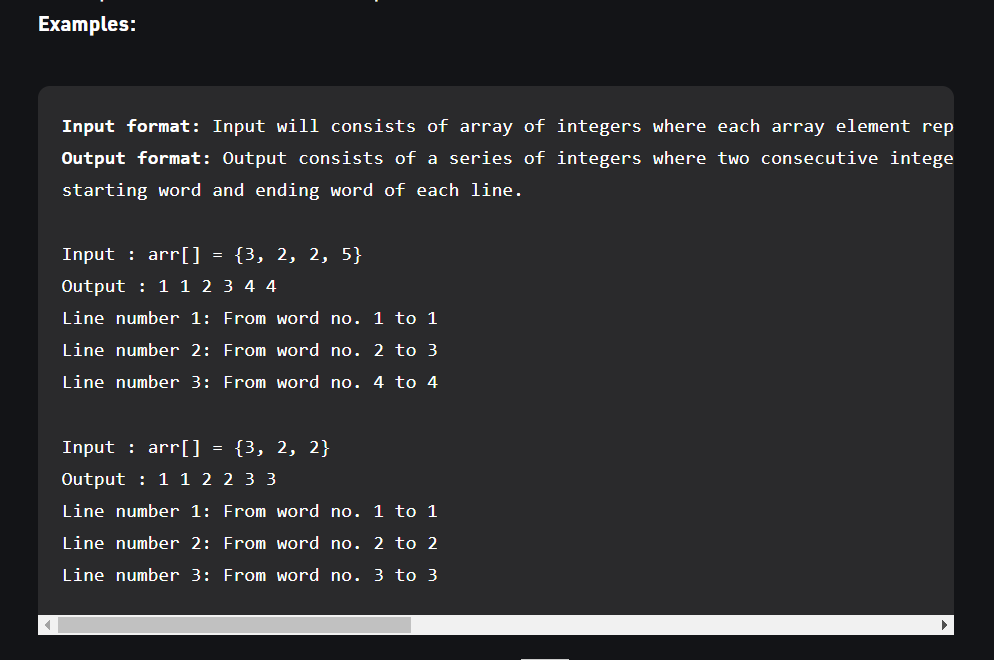 Examples:
Input format: Input will consists of array of integers where each array element rep
Output format: Output consists of a series of integers where two consecutive intege
starting word and ending word of each line.
Input : arr[] = {3, 2, 2, 5}
Output : 1 1 2 3 4 4
Line number 1: From word no. 1 to 1
Line number 2: From word no. 2 to 3
Line number 3: From word no. 4 to 4
Input : arr[] = {3, 2, 2}
Output : 1 1 2 2 3 3
Line number 1: From word no. 1 to 1
Line number 2: From word no. 2 to 2
Line number 3: From word no. 3 to 3